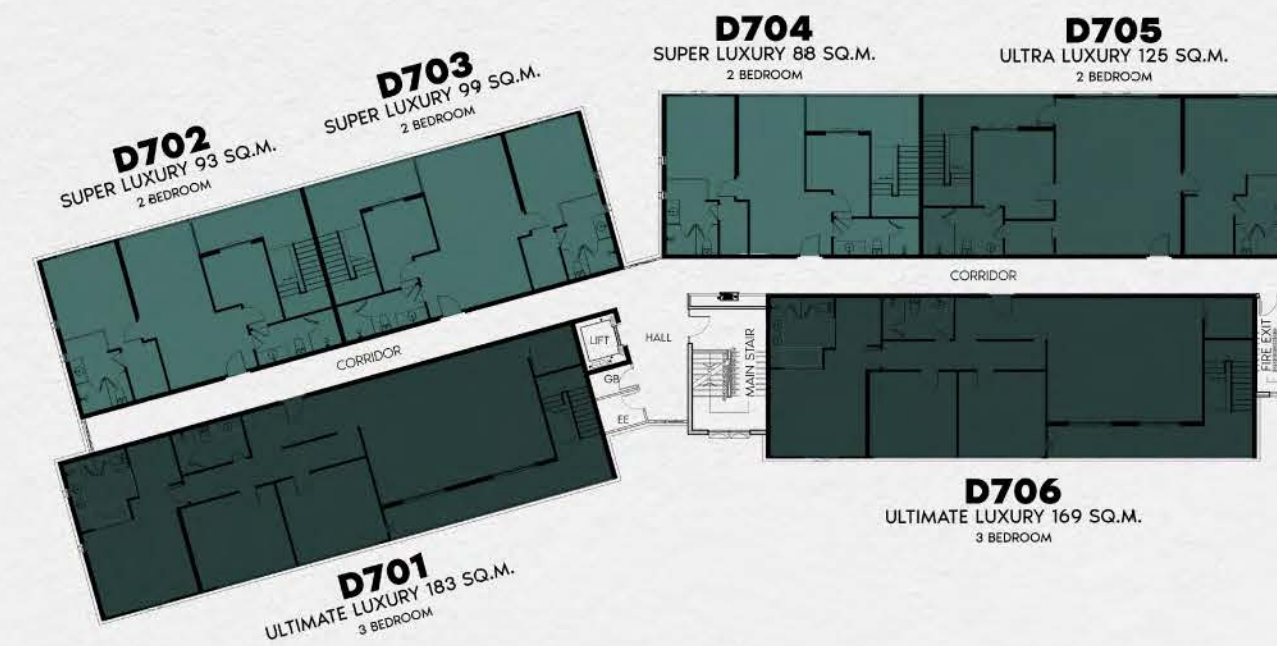 D704
SUPER LUXURY 88 SQ.M.
2 BEDROOM
D705
ULTRA LUXURY 125 SQ.M.
2 BEDROOM
D703
SUPER LUXURY 99 SQ.M.
2 BEDROOM
D702
SUPER LUXURY 93 SQ.M.
2 BEDROOM
CORRIDOR
CORRIDOR
LIFT
HALL
MAIN STAIR
FIRE EXIT
GB
EE
D706
ULTIMATE LUXURY 169 SQ.M.
3 BEDROOM
D701
ULTIMATE LUXURY 183 SQ.M.
3 BEDROOM